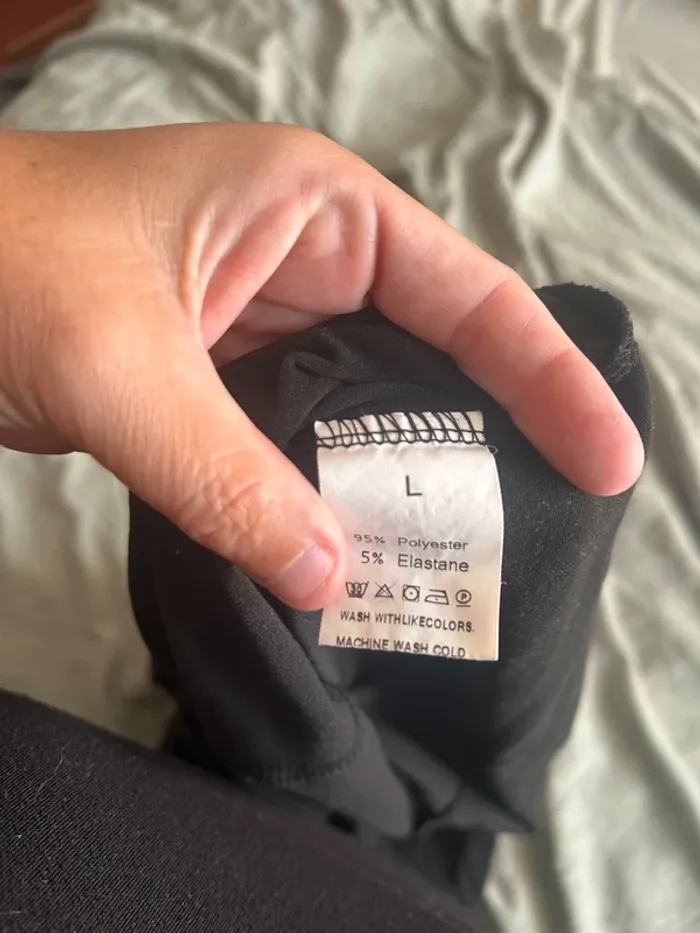 L
95% Polyester
5% Elastane
WASH WITHLIKECOLORS.
MACHINE WASH COLD